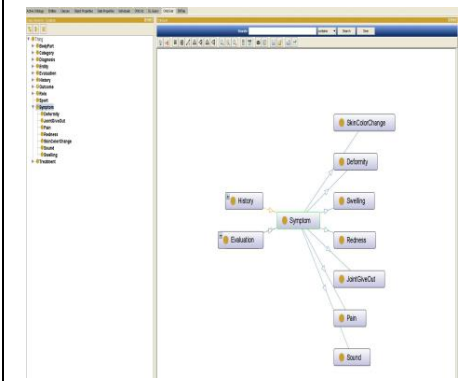 Search
Clear
Thing
BodyPart
Category
Diagnosis
Entity
Evaluation
History
Outcome
Role
Sport
Symptom
Deformity
JointGiveOut
Pain
Redness
SkinColorChange
Sound
Swelling
Treatment
SkinColorChange
Deformity
History
Swelling
Symptom
Evaluation
Redness
JointGiveOut
Pain
Sound